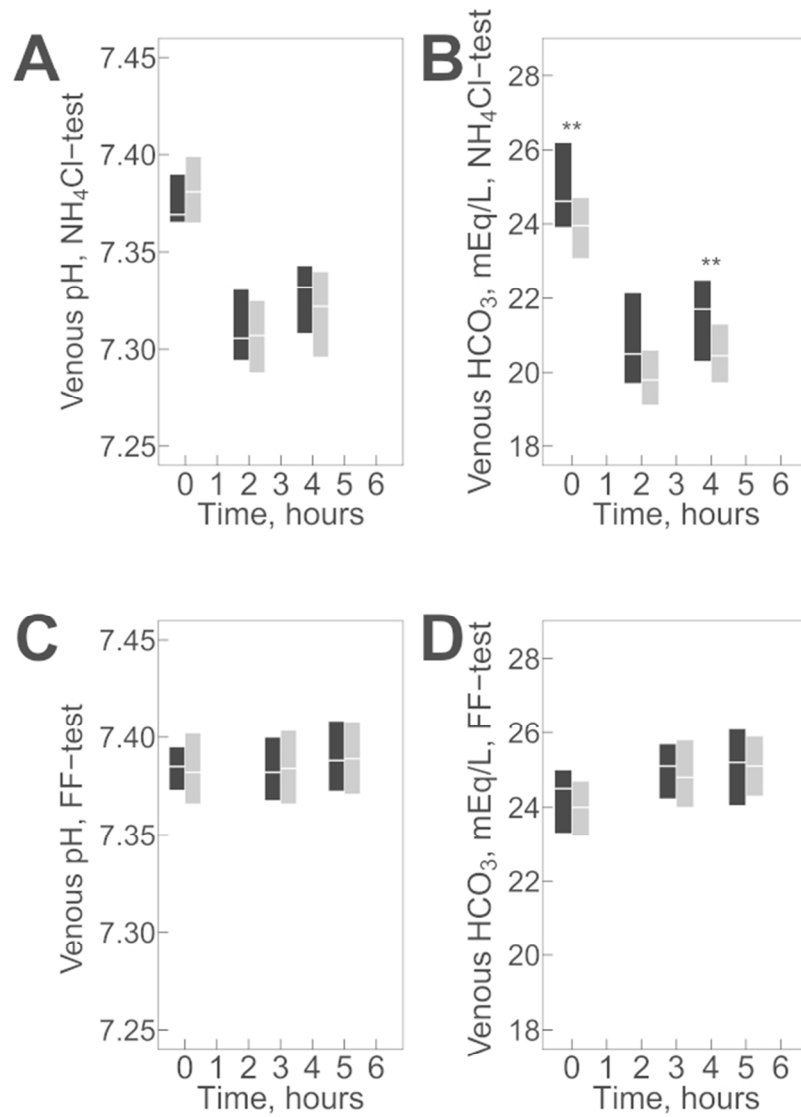 A
Venous pH, NH₄Cl−test
7.45
7.40
7.35
7.30
7.25
0 1 2 3 4 5 6
Time, hours
B
Venous HCO₃, mEq/L, NH₄Cl−test
28
26
24
22
20
18
**
**
0 1 2 3 4 5 6
Time, hours
C
Venous pH, FF−test
7.45
7.40
7.35
7.30
7.25
0 1 2 3 4 5 6
Time, hours
D
Venous HCO₃, mEq/L, FF−test
28
26
24
22
20
18
0 1 2 3 4 5 6
Time, hours